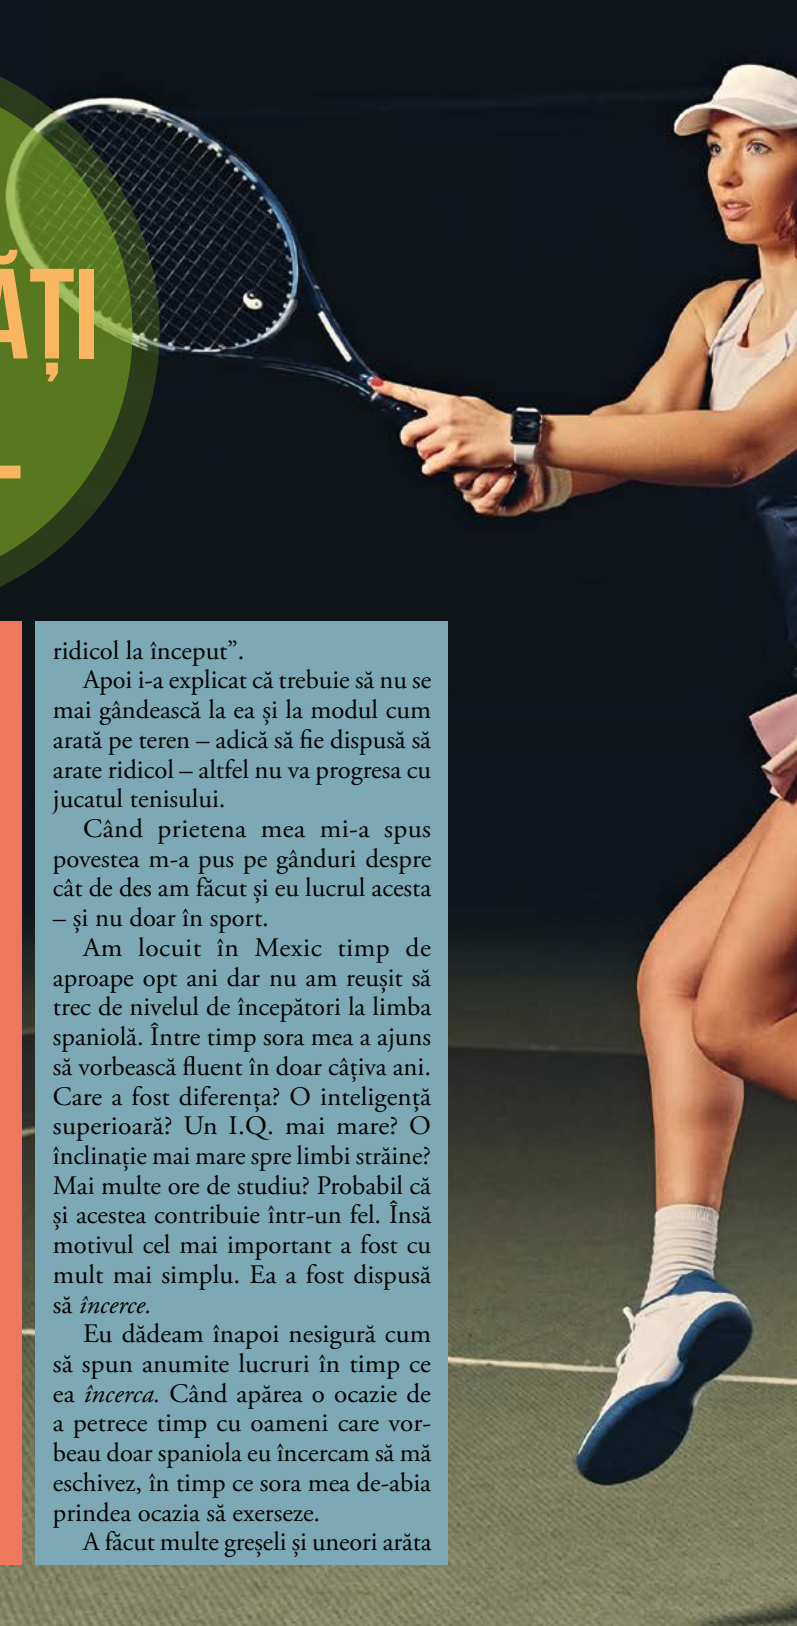 ĂȚI
ridicol la început”.
Apoi i-a explicat că trebuie să nu se
mai gândească la ea și la modul cum
arată pe teren – adică să fie dispusă să
arate ridicol – altfel nu va progresa cu
jucatul tenisului.
Când prietena mea mi-a spus
povestea m-a pus pe gânduri despre
cât de des am făcut și eu lucrul acesta
– și nu doar în sport.
Am locuit în Mexic timp de
aproape opt ani dar nu am reușit să
trec de nivelul de începători la limba
spaniolă. Între timp sora mea a ajuns
să vorbească fluent în doar câțiva ani.
Care a fost diferența? O inteligență
superioară? Un I.Q. mai mare? O
înclinație mai mare spre limbi străine?
Mai multe ore de studiu? Probabil că
și acestea contribuie într-un fel. Însă
motivul cel mai important a fost cu
mult mai simplu. Ea a fost dispusă
să încerce.
Eu dădeam înapoi nesigură cum
să spun anumite lucruri în timp ce
ea încerca. Când apărea o ocazie de
a petrece timp cu oameni care vor-
beau doar spaniola eu încercam să mă
eschivez, în timp ce sora mea de-abia
prindea ocazia să exerseze.
A făcut multe greșeli și uneori arăta